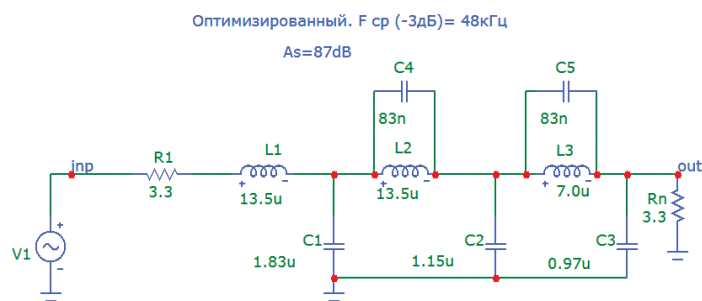 Оптимизированный. F ср (-3дБ)= 48кГц
As=87dB
C4
C5
83n
83n
inp
R1
L1
L2
L3
out
3.3
13.5u
13.5u
7.0u
Rn
3.3
V1
C1
C2
C3
1.83u
1.15u
0.97u